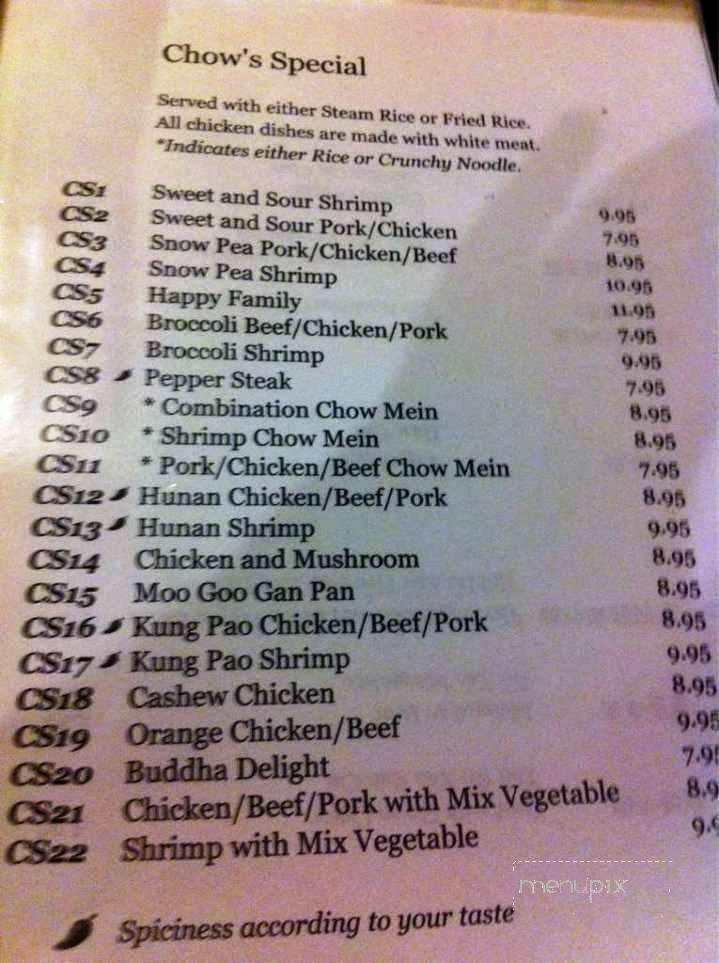 Chow's Special
Served with either Steam Rice or Fried Rice.
All chicken dishes are made with white meat.
*Indicates either Rice or Crunchy Noodle.
CS1 Sweet and Sour Shrimp 9.95
CS2 Sweet and Sour Pork/Chicken 7.95
CS3 Snow Pea Pork/Chicken/Beef 8.95
CS4 Snow Pea Shrimp 10.95
CS5 Happy Family 11.95
CS6 Broccoli Beef/Chicken/Pork 7.95
CS7 Broccoli Shrimp 9.95
CS8 Pepper Steak 7.95
CS9 * Combination Chow Mein 8.95
CS10 * Shrimp Chow Mein 8.95
CS11 * Pork/Chicken/Beef Chow Mein 7.95
CS12 Hunan Chicken/Beef/Pork 8.95
CS13 Hunan Shrimp 9.95
CS14 Chicken and Mushroom 8.95
CS15 Moo Goo Gan Pan 8.95
CS16 Kung Pao Chicken/Beef/Pork 8.95
CS17 Kung Pao Shrimp 9.95
CS18 Cashew Chicken 8.95
CS19 Orange Chicken/Beef 9.95
CS20 Buddha Delight 7.9
CS21 Chicken/Beef/Pork with Mix Vegetable 8.9
CS22 Shrimp with Mix Vegetable 9.
menupix
Spiciness according to your taste